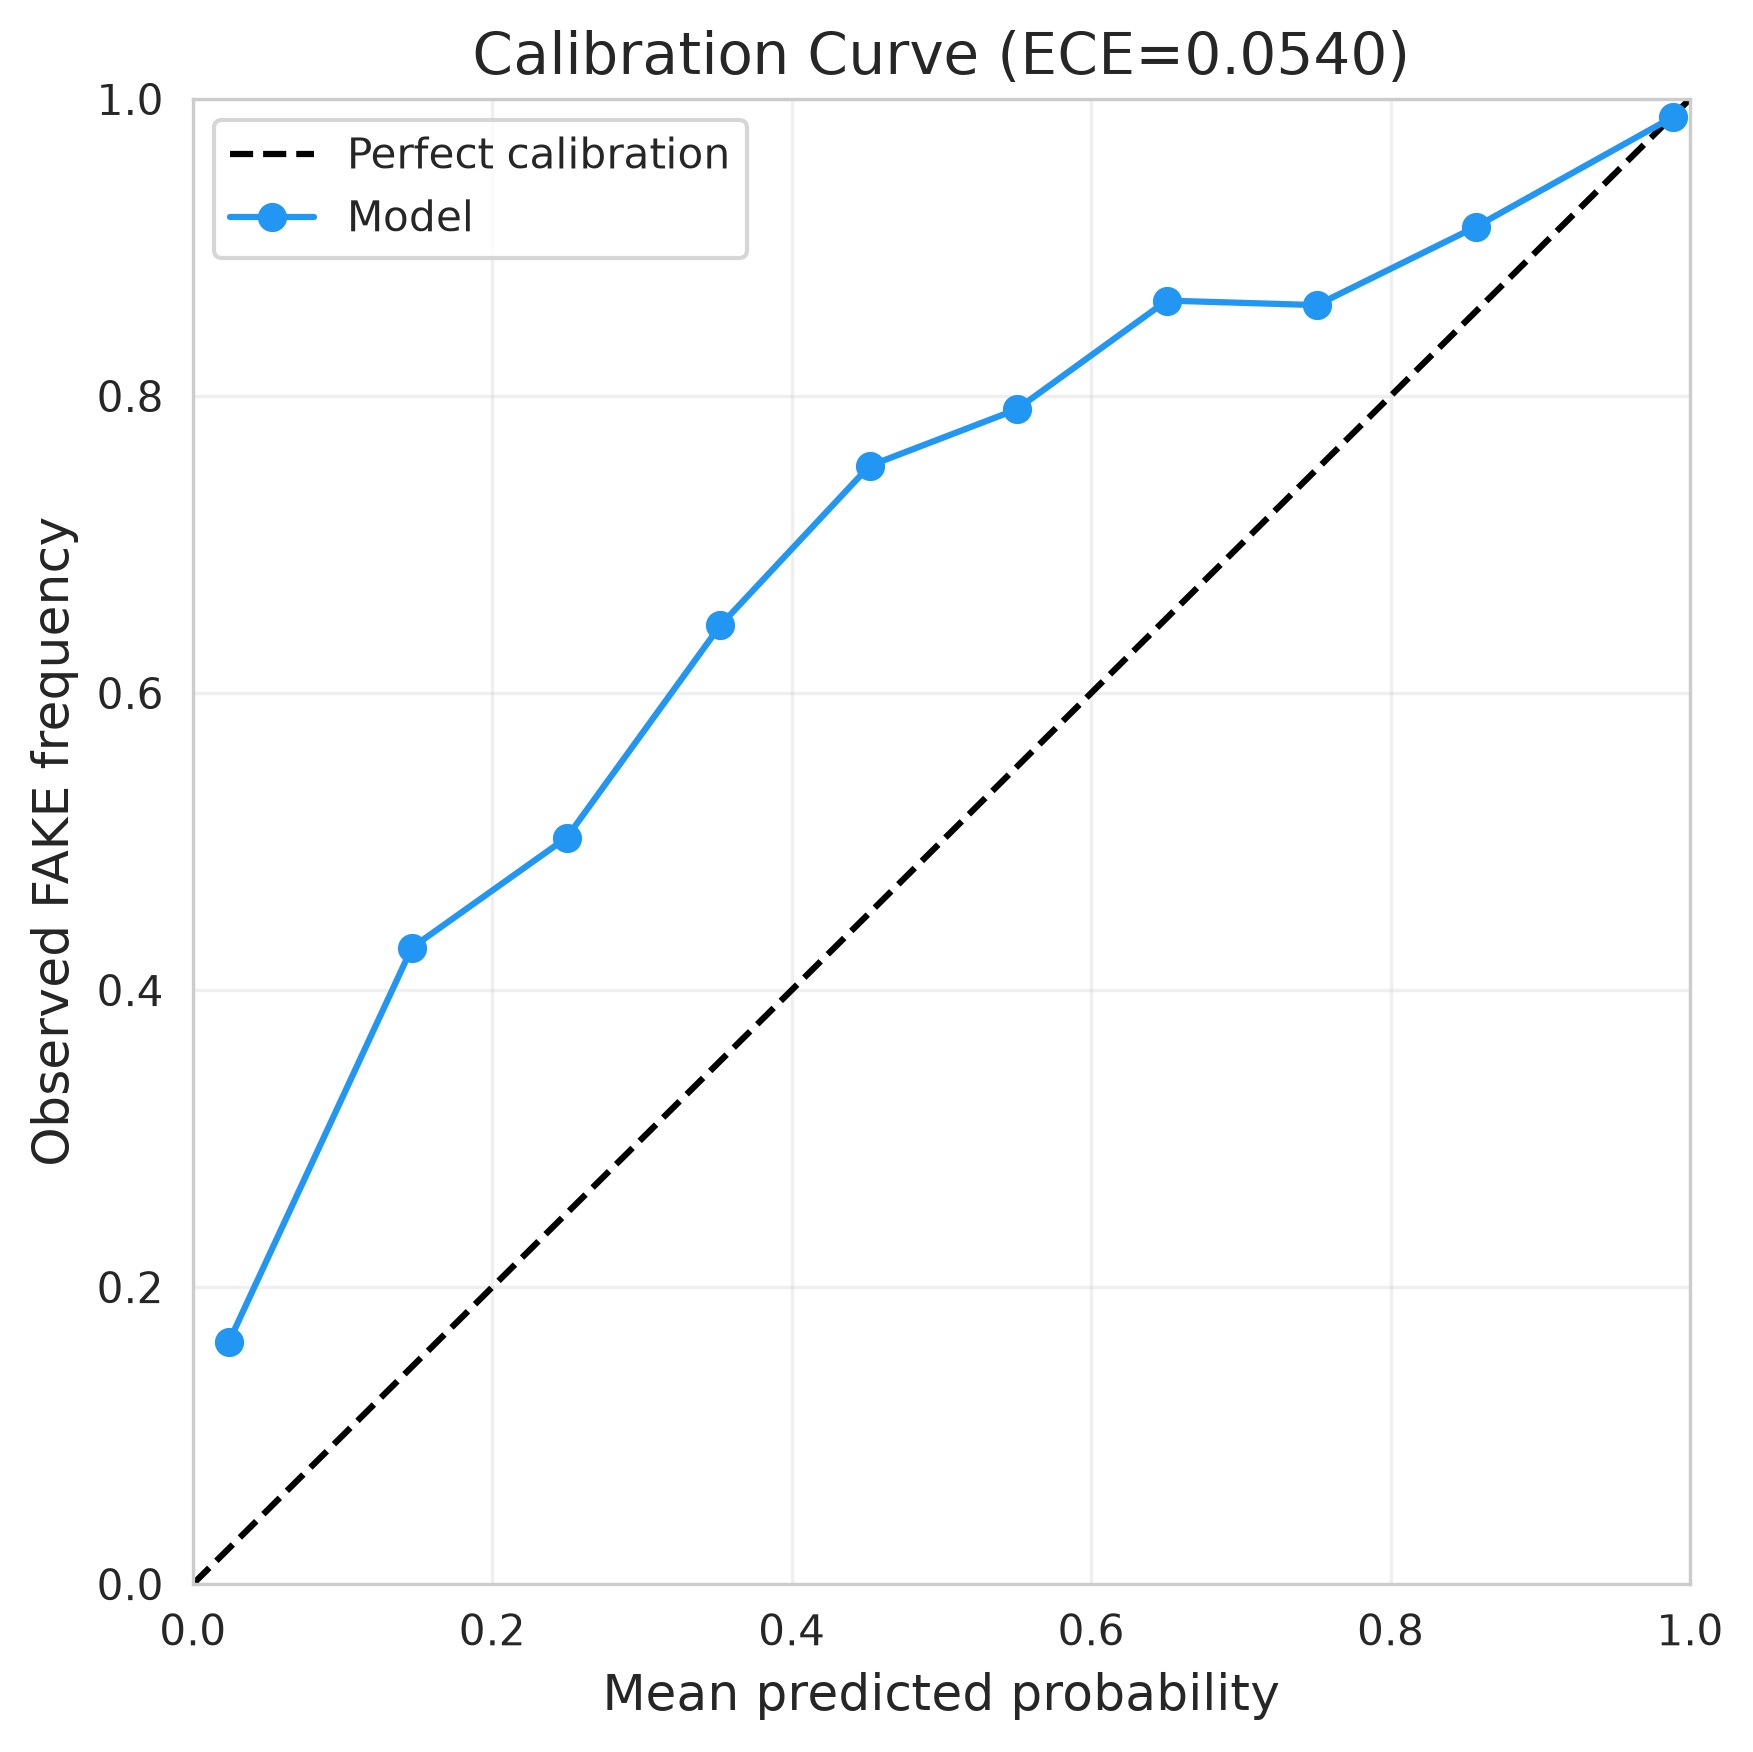 Calibration Curve (ECE=0.0540)
1.0
Perfect calibration
Model
0.8
0.6
0.4
0.2
0.0
Observed FAKE frequency
0.0 0.2 0.4 0.6 0.8 1.0
Mean predicted probability